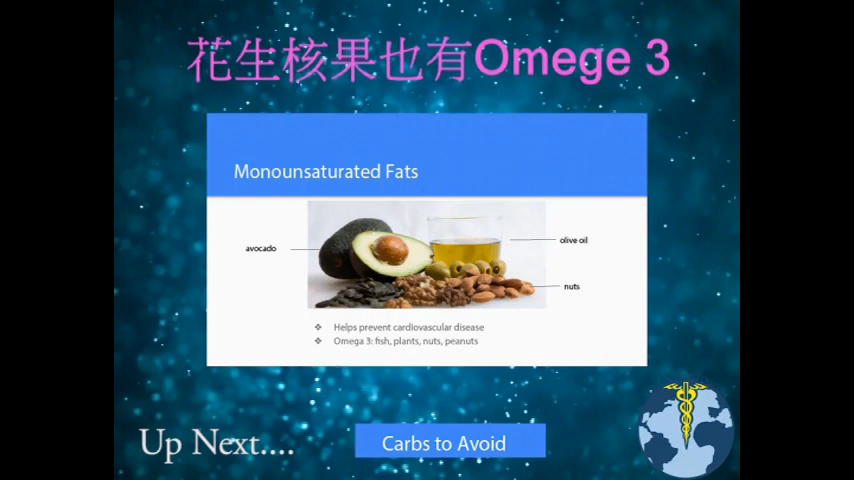 花生核果也有Omege 3
Monounsaturated Fats
avocado
olive oil
nuts
❖ Helps prevent cardiovascular disease
❖ Omega 3: fish, plants, nuts, peanuts
Up Next....
Carbs to Avoid